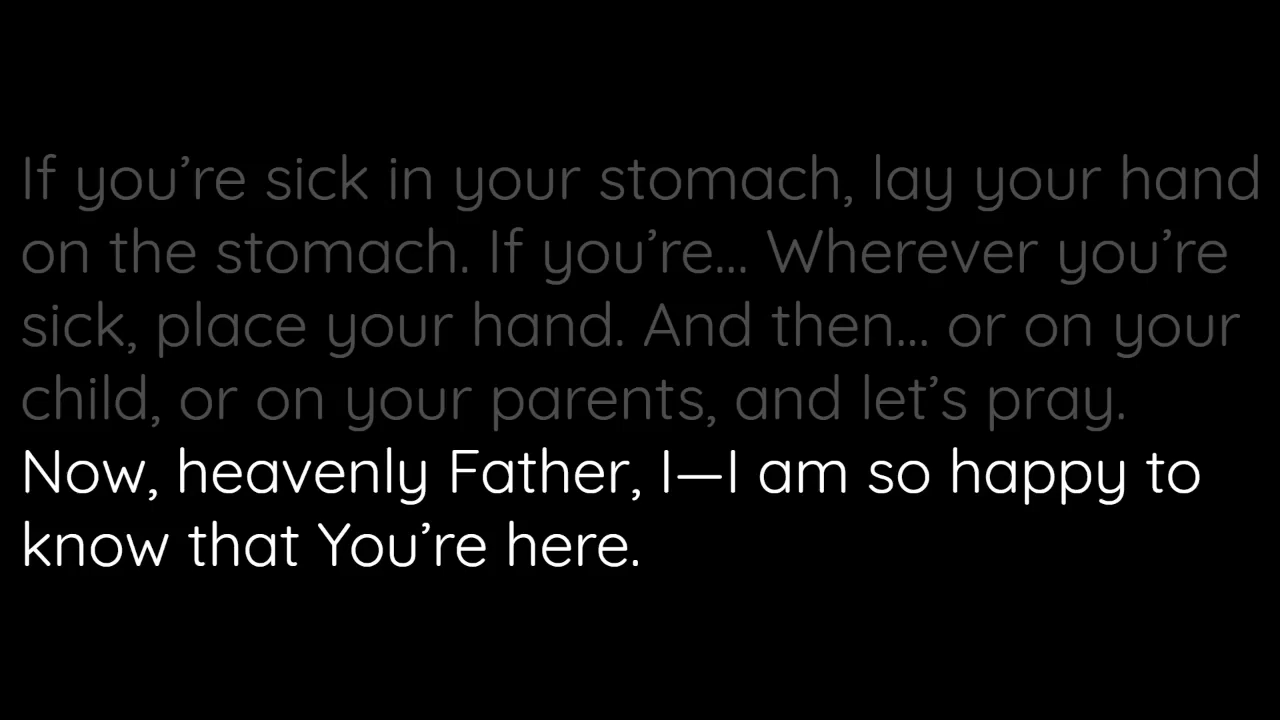 If you’re sick in your stomach, lay your hand
on the stomach. If you’re... Wherever you’re
sick, place your hand. And then... or on your
child, or on your parents, and let’s pray.
Now, heavenly Father, I—I am so happy to
know that You’re here.